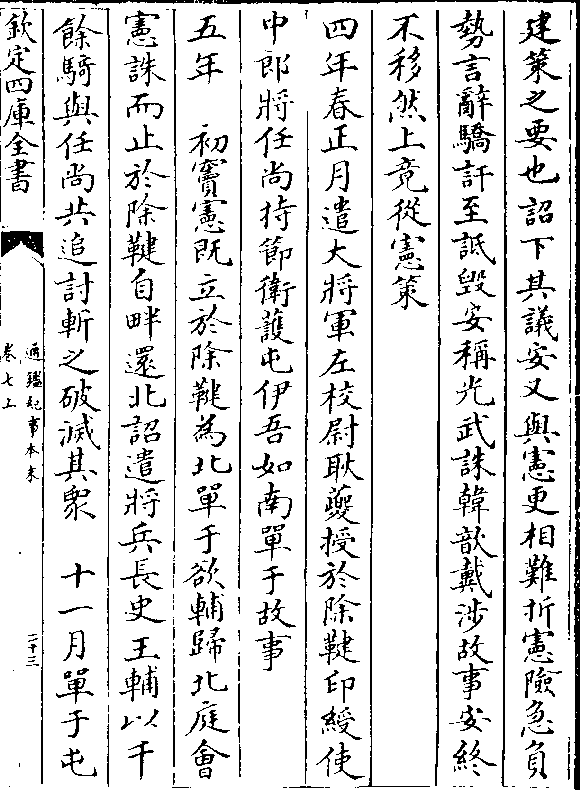 建策之要也詔下其議安又與憲更相難折憲險急負
勢言辭驕訐至詆毀安稱光武誅韓歆戴涉故事安終
不移然上竟從憲策
四年春正月遣大將軍左校尉耿夔授於除鞬印綬使
中郎將任尚持節衛護屯伊吾如南單于故事
五年 初竇憲既立於除鞬為北單于欲輔歸北庭會
憲誅而止於除鞬自畔還北詔遣將兵長史王輔以千
餘騎與任尚共追討斬之破滅其衆 十一月單于屯
欽定四庫全書
通鑑紀事本末
卷七上
二十三